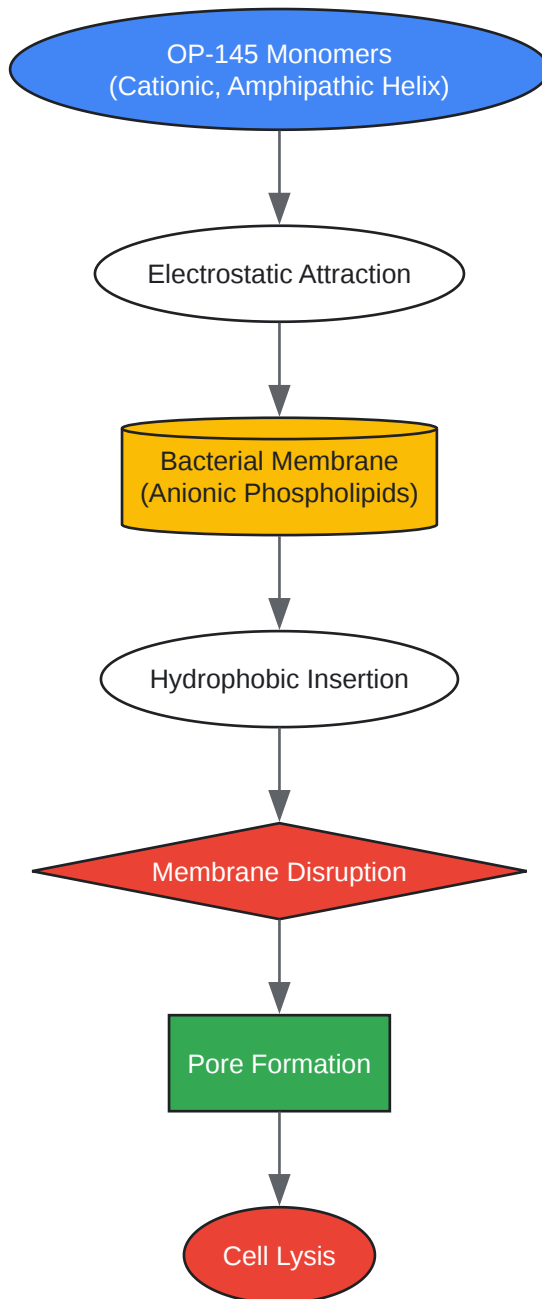 OP-145 Monomers
(Cationic, Amphipathic Helix)
Electrostatic Attraction
Bacterial Membrane
(Anionic Phospholipids)
Hydrophobic Insertion
Membrane Disruption
Pore Formation
Cell Lysis